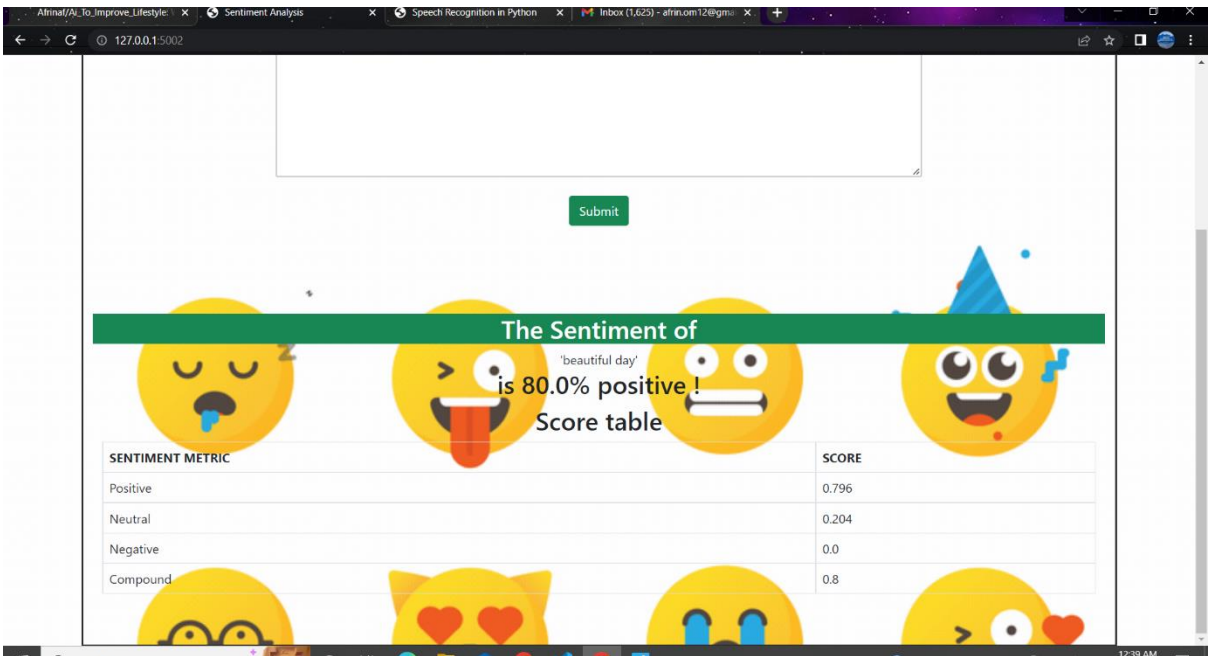 Afrinaf/Ai_To_Improve_Lifestyle: Sentiment Analysis Speech Recognition in Python Inbox (1,625) - afrin.om12@gma
127.0.0.1:5002
Submit
The Sentiment of
'beautiful day'
is 80.0% positive !
Score table
SENTIMENT METRIC SCORE
Positive 0.796
Neutral 0.204
Negative 0.0
Compound 0.8
12:39 AM